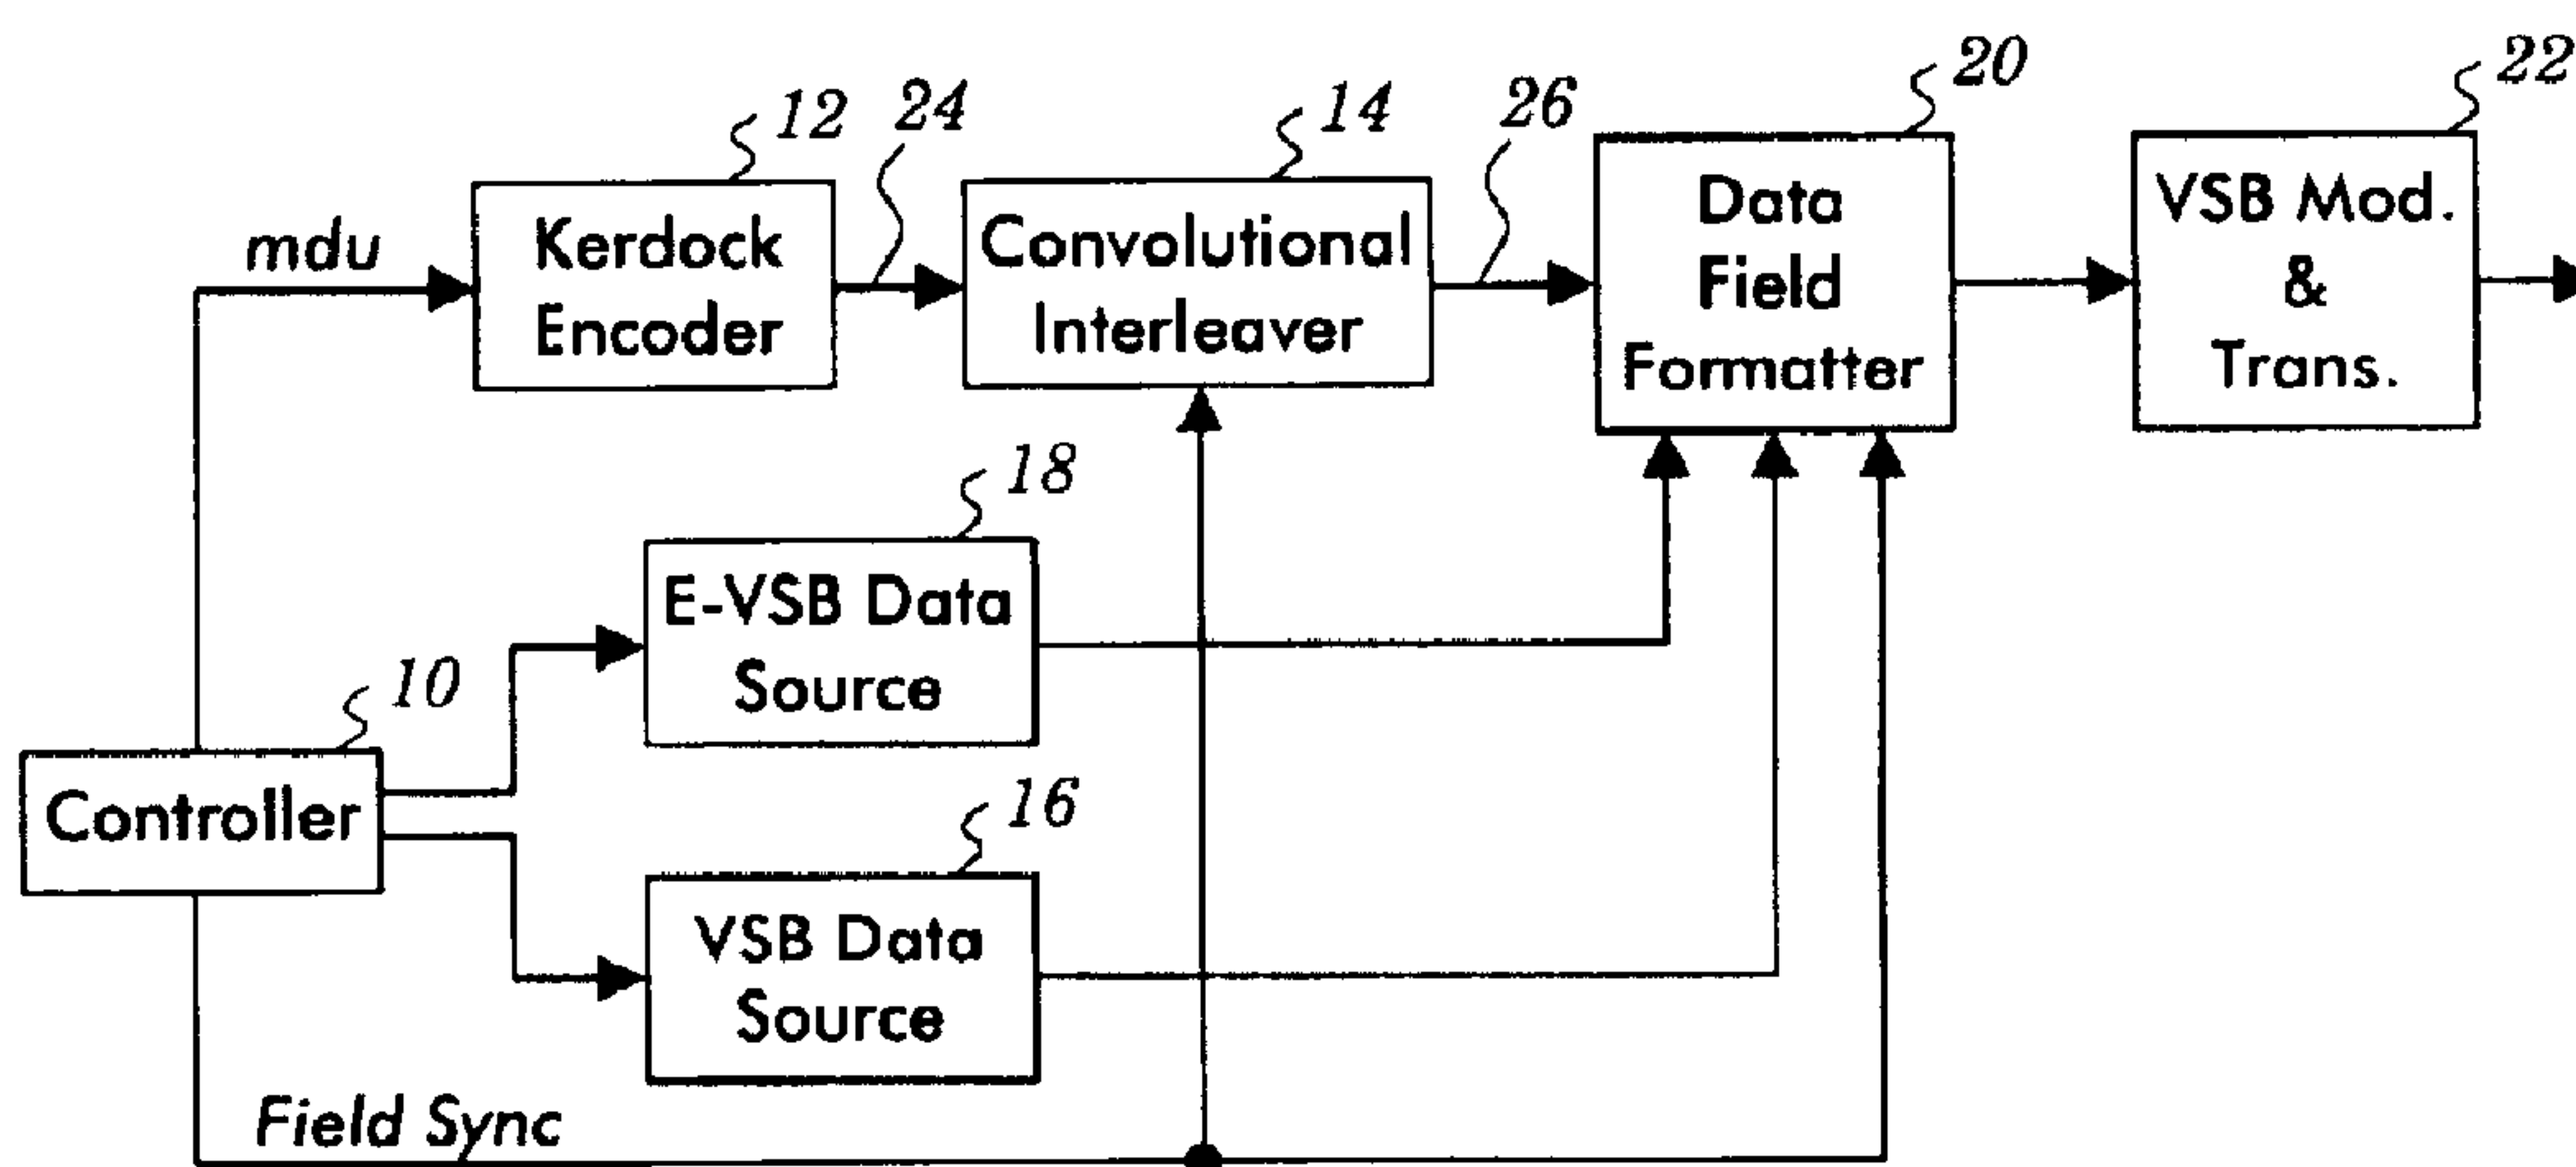 20
22
12
24
14
26
mdu
Kerdock
Encoder
Convolutional
Interleaver
Data
Field
Formatter
VSB Mod.
&
Trans.
18
E-VSB Data
Source
10
Controller
16
VSB Data
Source
Field Sync